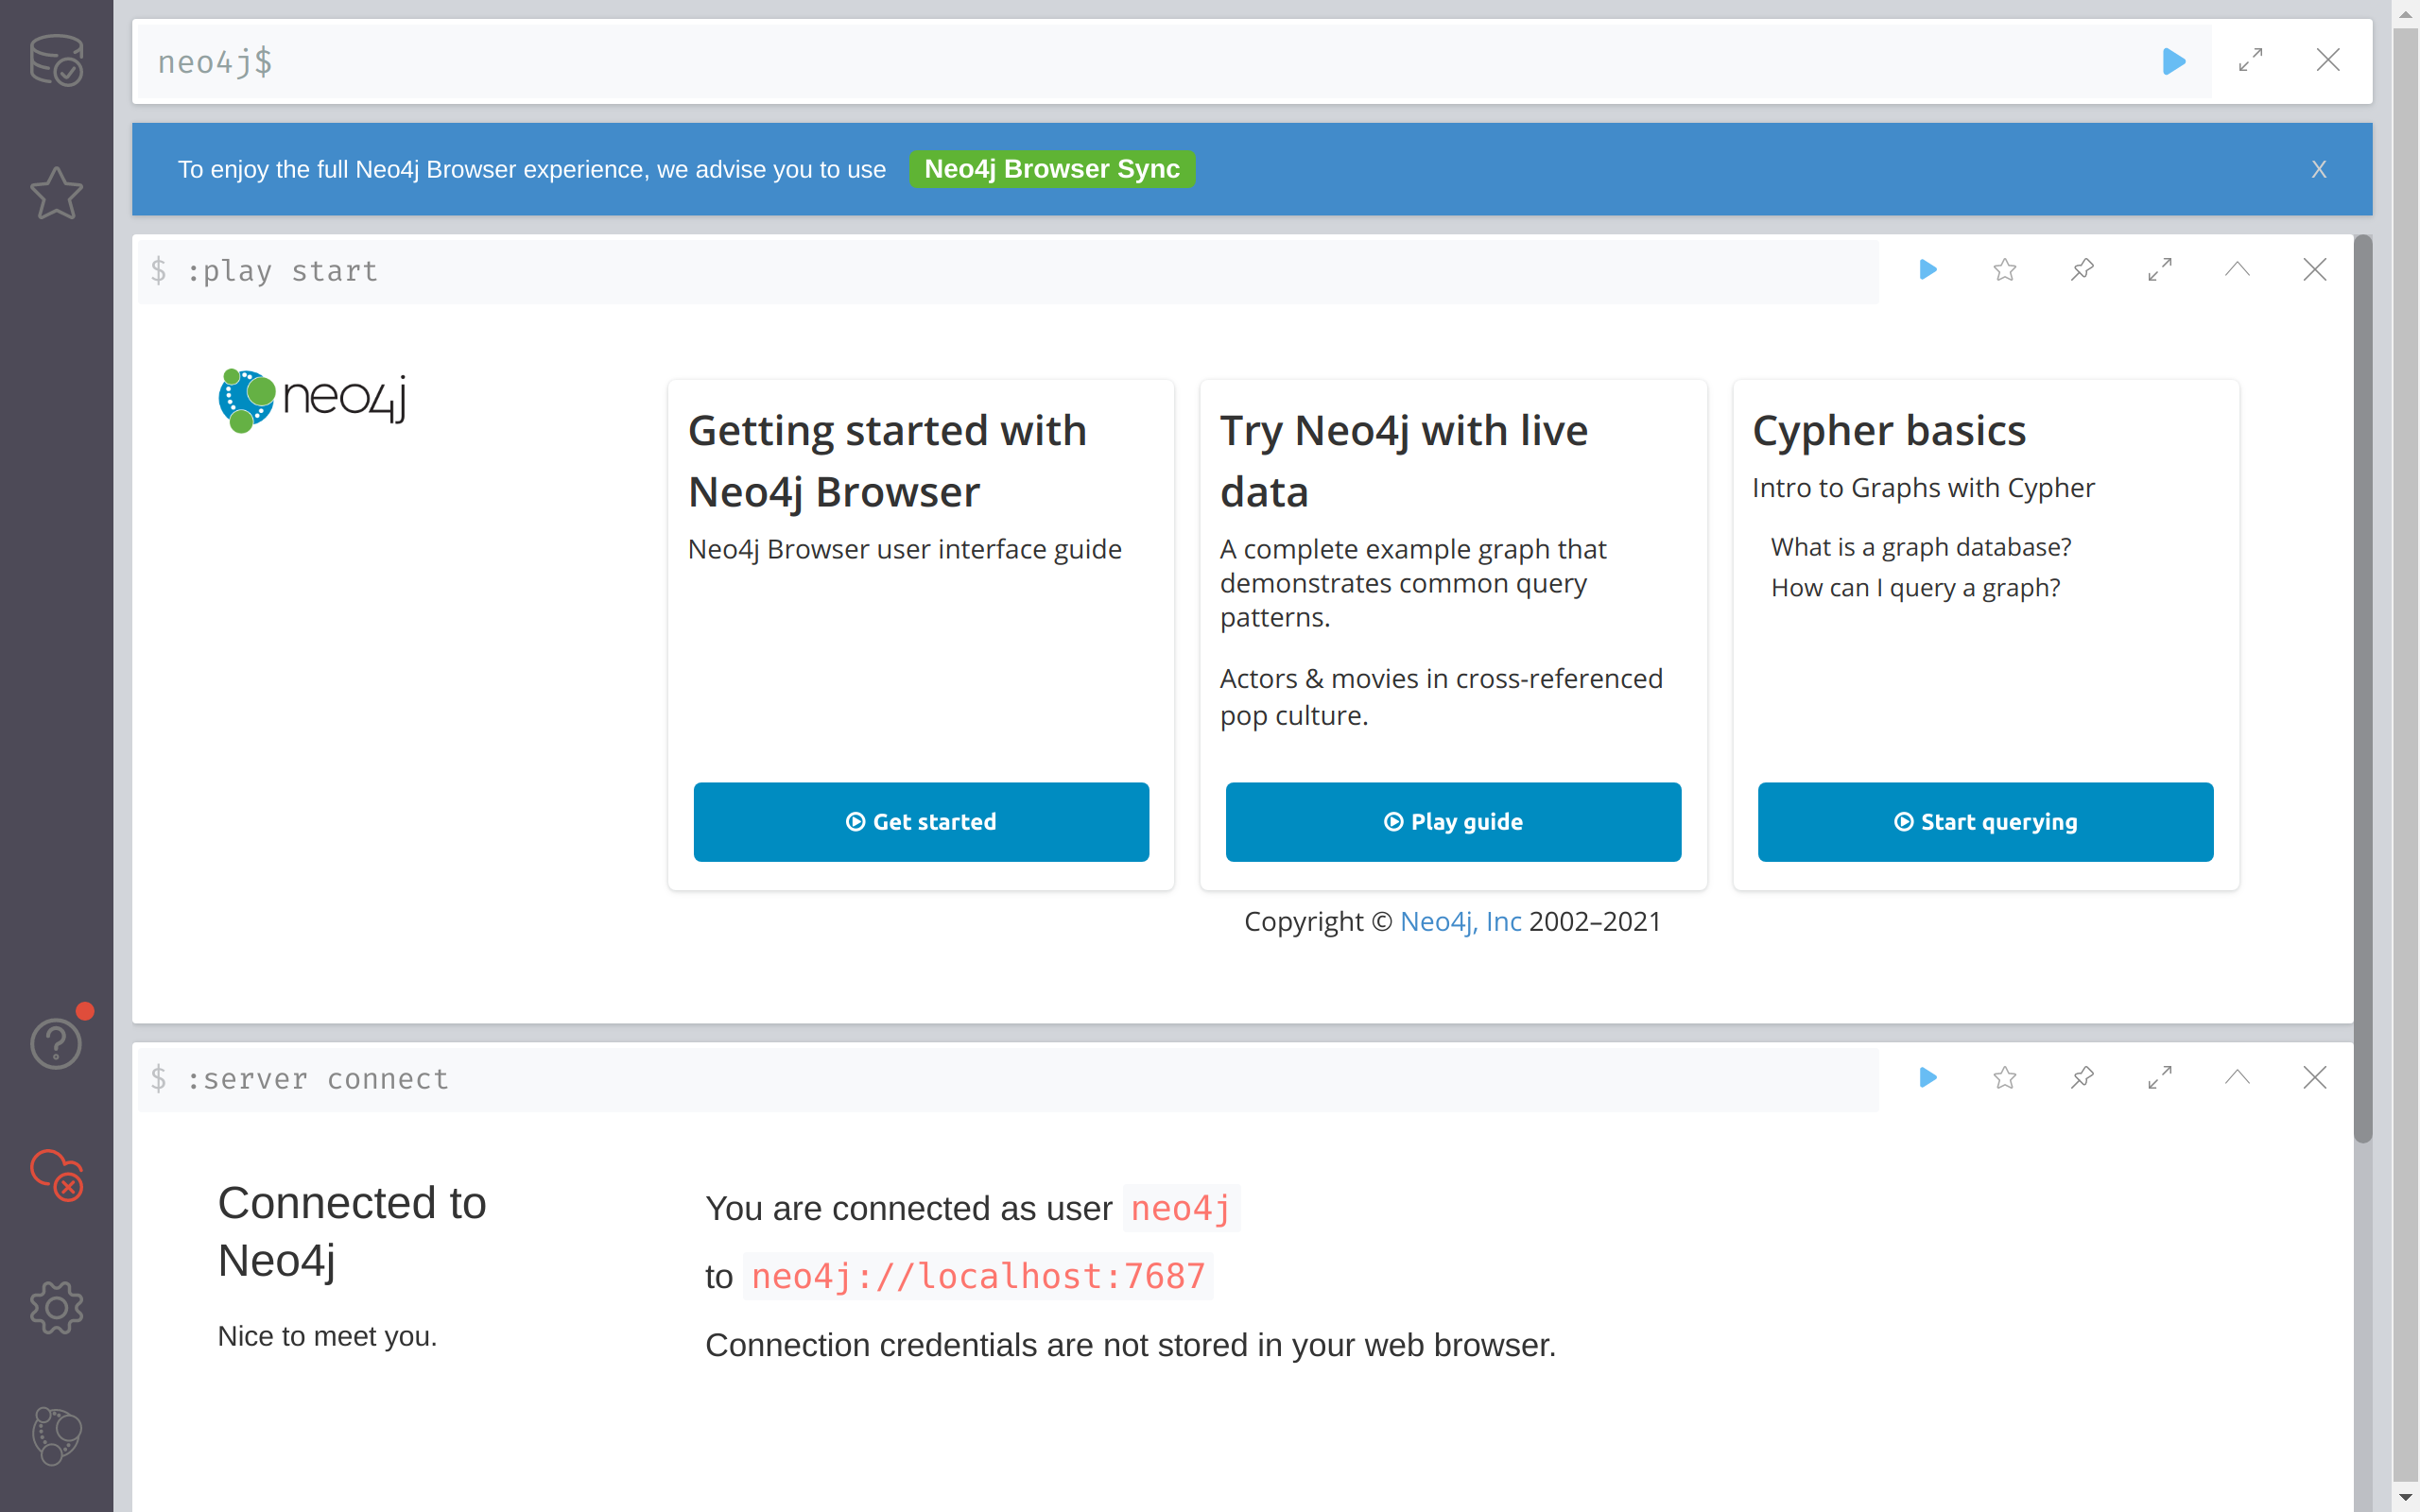 neo4j$
To enjoy the full Neo4j Browser experience, we advise you to use Neo4j Browser Sync X
$ :play start
neo4j
Getting started with
Neo4j Browser
Neo4j Browser user interface guide
Get started
Try Neo4j with live
data
A complete example graph that
demonstrates common query
patterns.
Actors & movies in cross-referenced
pop culture.
Play guide
Cypher basics
Intro to Graphs with Cypher
What is a graph database?
How can I query a graph?
Start querying
Copyright © Neo4j, Inc 2002–2021
$ :server connect
Connected to
Neo4j
Nice to meet you.
You are connected as user neo4j
to neo4j://localhost:7687
Connection credentials are not stored in your web browser.